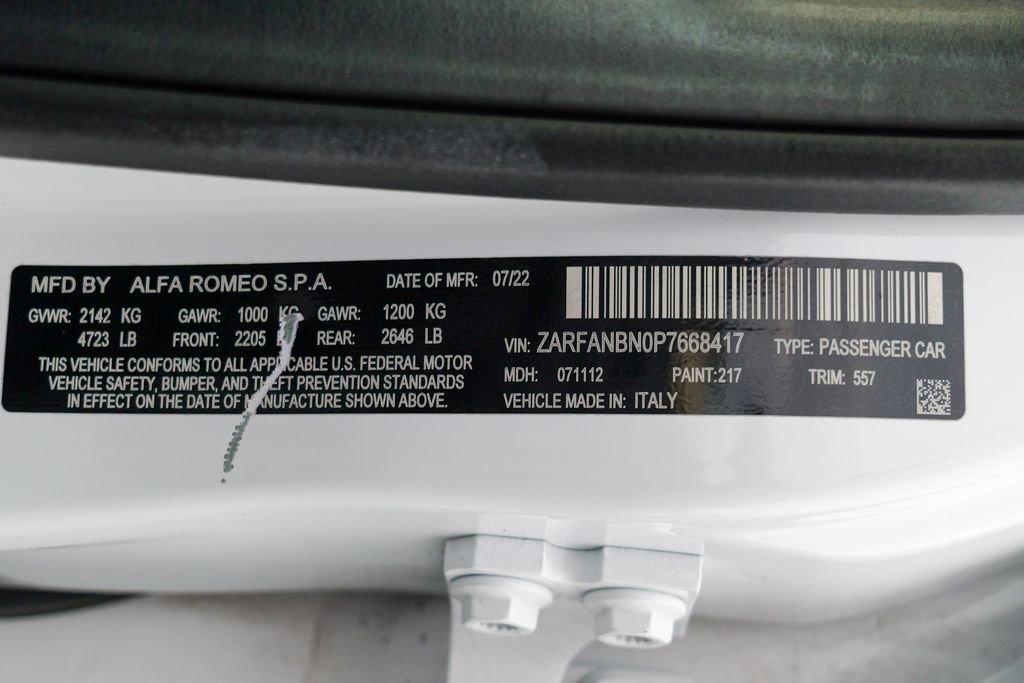 MFD BY ALFA ROMEO S.P.A. DATE OF MFR: 07/22
GVWR: 2142 KG GAWR: 1000 KG GAWR: 1200 KG
4723 LB FRONT: 2205 REAR: 2646 LB
THIS VEHICLE CONFORMS TO ALL APPLICABLE U.S. FEDERAL MOTOR
VEHICLE SAFETY, BUMPER, AND THEFT PREVENTION STANDARDS
IN EFFECT ON THE DATE OF MANUFACTURE SHOWN ABOVE.
VIN: ZARFANBN0P7668417 TYPE: PASSENGER CAR
MDH: 071112 PAINT:217 TRIM: 557
VEHICLE MADE IN: ITALY